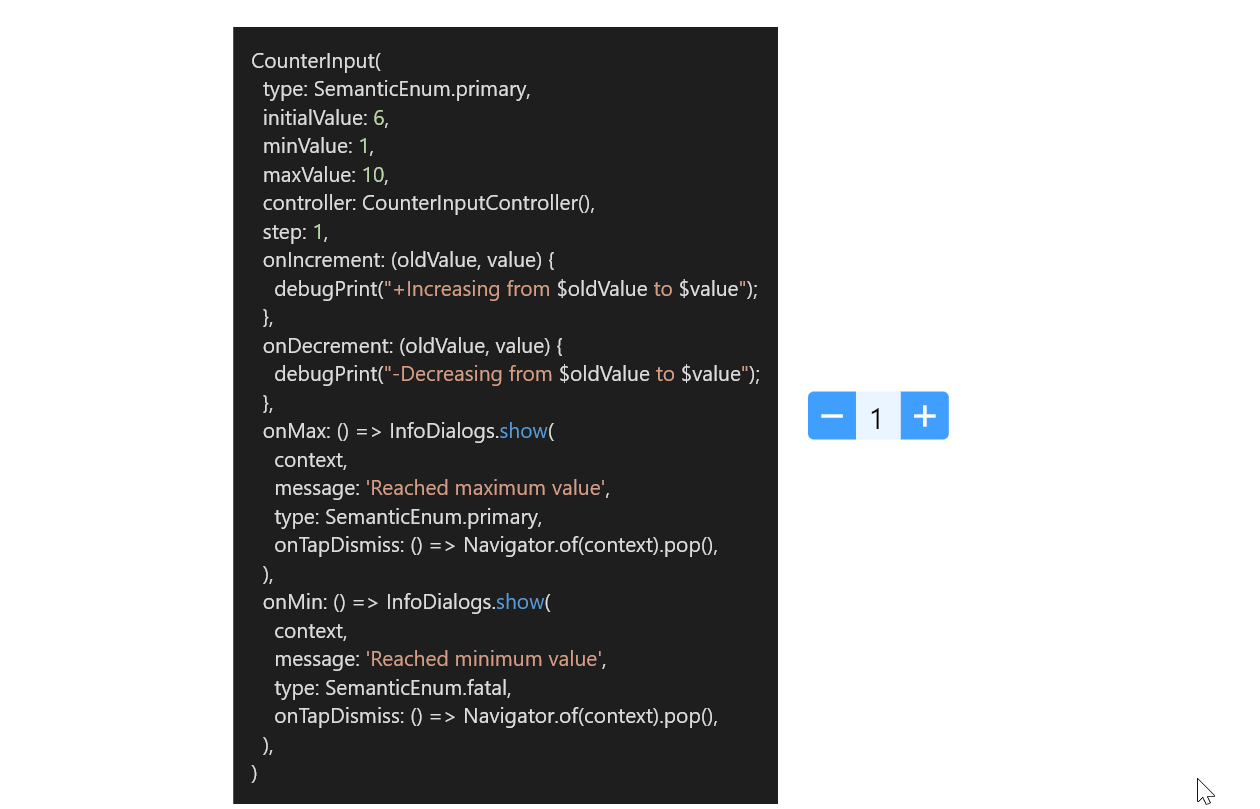 CounterInput(
type: SemanticEnum.primary,
initialValue: 6,
minValue: 1,
maxValue: 10,
controller: CounterInputController(),
step: 1,
onIncrement: (oldValue, value) {
debugPrint("+Increasing from $oldValue to $value");
},
onDecrement: (oldValue, value) {
debugPrint("-Decreasing from $oldValue to $value");
},
onMax: () => InfoDialogs.show(
context,
message: 'Reached maximum value',
type: SemanticEnum.primary,
onTapDismiss: () => Navigator.of(context).pop(),
),
onMin: () => InfoDialogs.show(
context,
message: 'Reached minimum value',
type: SemanticEnum.fatal,
onTapDismiss: () => Navigator.of(context).pop(),
),
)
− 1 +